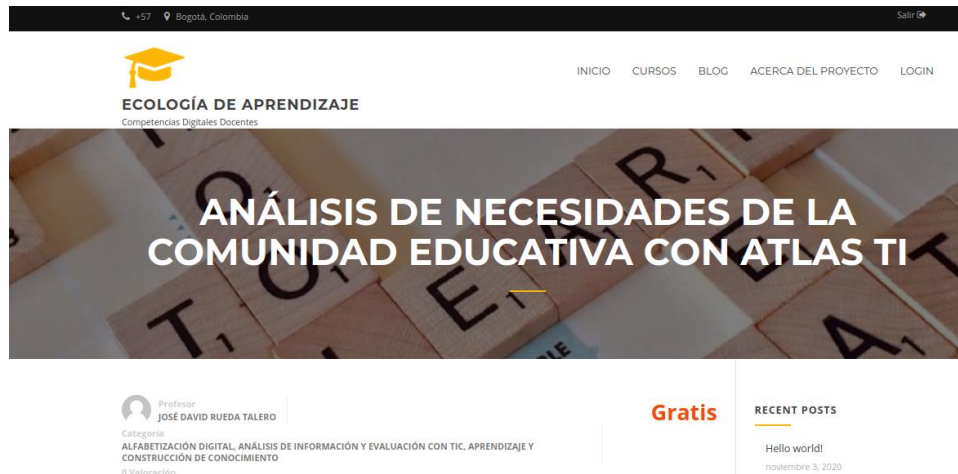 +57 Bogotá, Colombia
Salir
INICIO CURSOS BLOG ACERCA DEL PROYECTO LOGIN
ECOLOGÍA DE APRENDIZAJE
Competencias Digitales Docentes
ANÁLISIS DE NECESIDADES DE LA
COMUNIDAD EDUCATIVA CON ATLAS TI
Profesor
JOSÉ DAVID RUEDA TALERO
Categoría
ALFABETIZACIÓN DIGITAL, ANÁLISIS DE INFORMACIÓN Y EVALUACIÓN CON TIC, APRENDIZAJE Y
CONSTRUCCIÓN DE CONOCIMIENTO
0 Valoración
Gratis
RECENT POSTS
Hello world!
noviembre 3, 2020